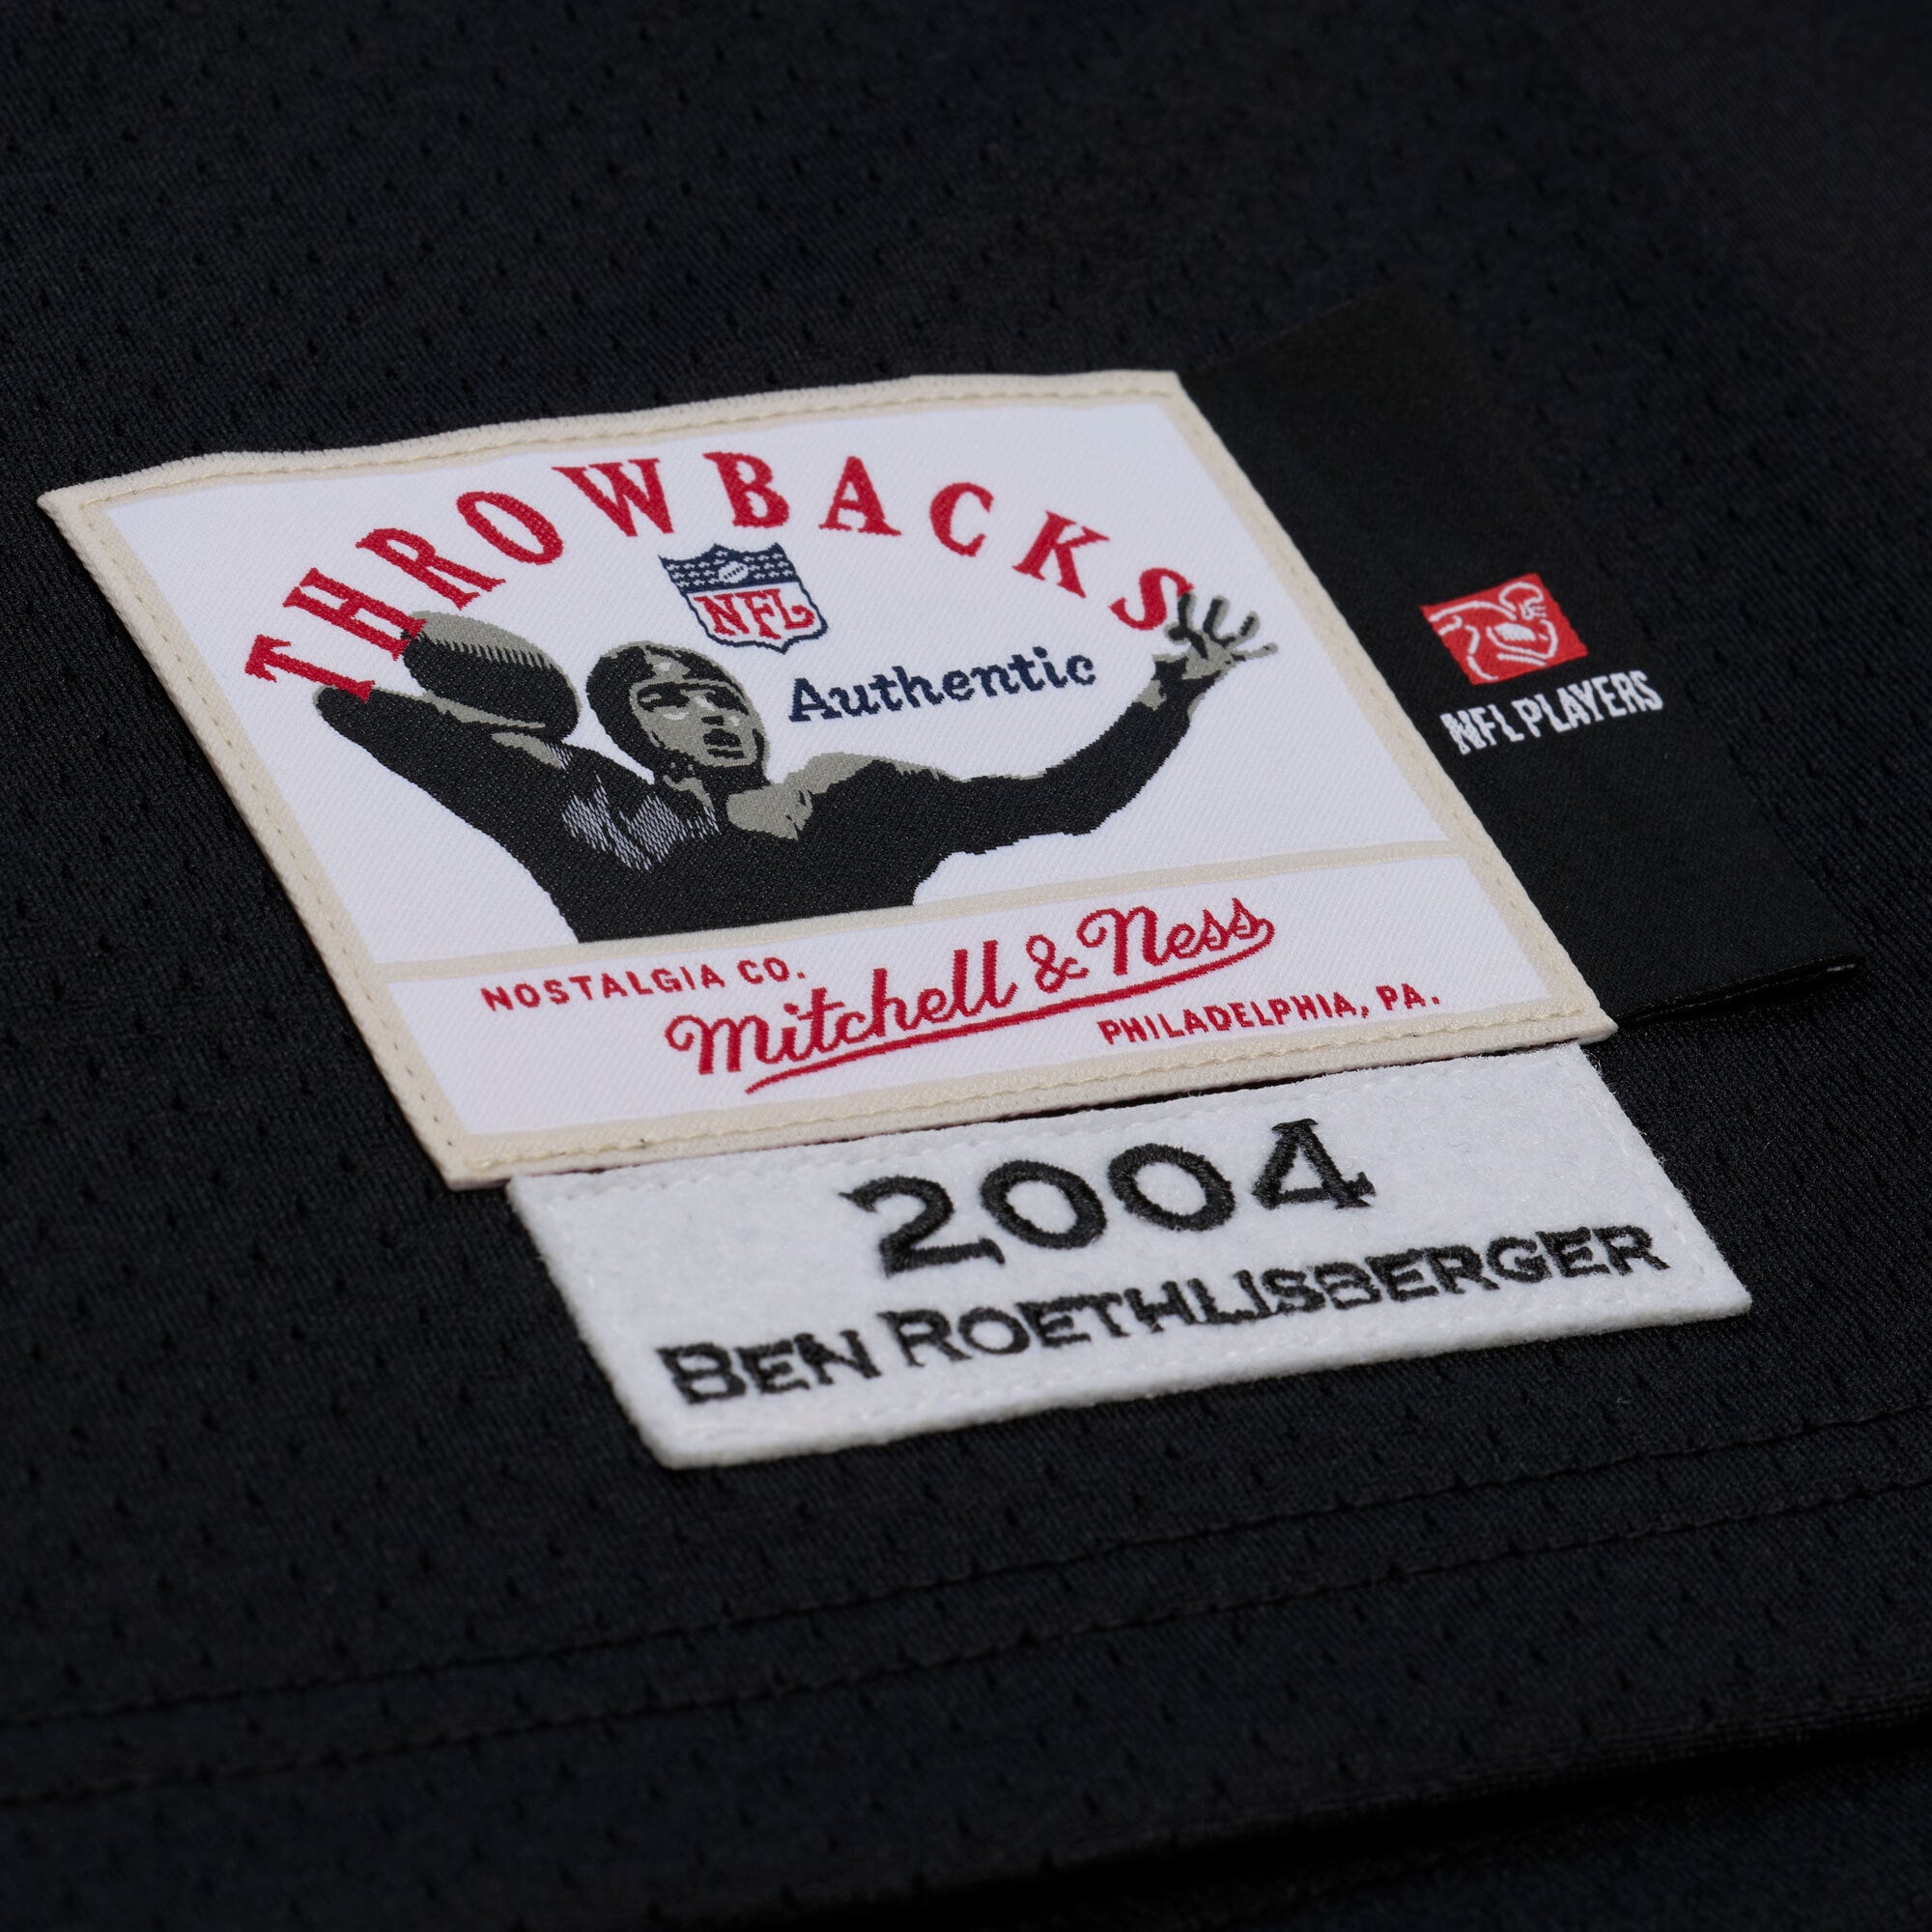 THROWBACKS
NFL
Authentic
NFL PLAYERS
NOSTALGIA CO.
Mitchell & Ness
PHILADELPHIA, PA.
2004
BEN ROETHLISBERGER